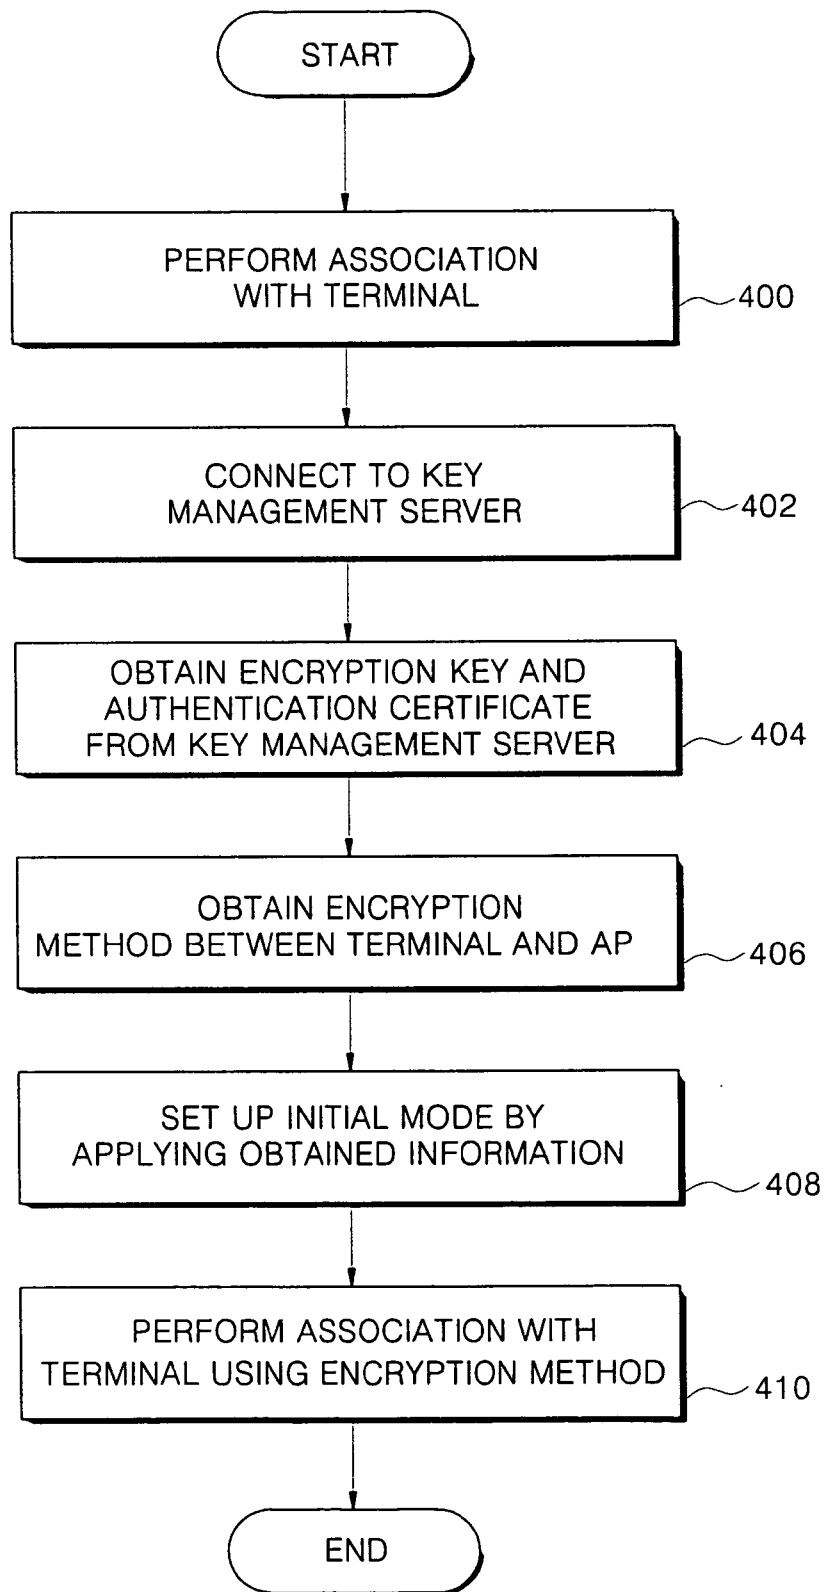 START
PERFORM ASSOCIATION
WITH TERMINAL
400
CONNECT TO KEY
MANAGEMENT SERVER
402
OBTAIN ENCRYPTION KEY AND
AUTHENTICATION CERTIFICATE
FROM KEY MANAGEMENT SERVER
404
OBTAIN ENCRYPTION
METHOD BETWEEN TERMINAL AND AP
406
SET UP INITIAL MODE BY
APPLYING OBTAINED INFORMATION
408
PERFORM ASSOCIATION WITH
TERMINAL USING ENCRYPTION METHOD
410
END